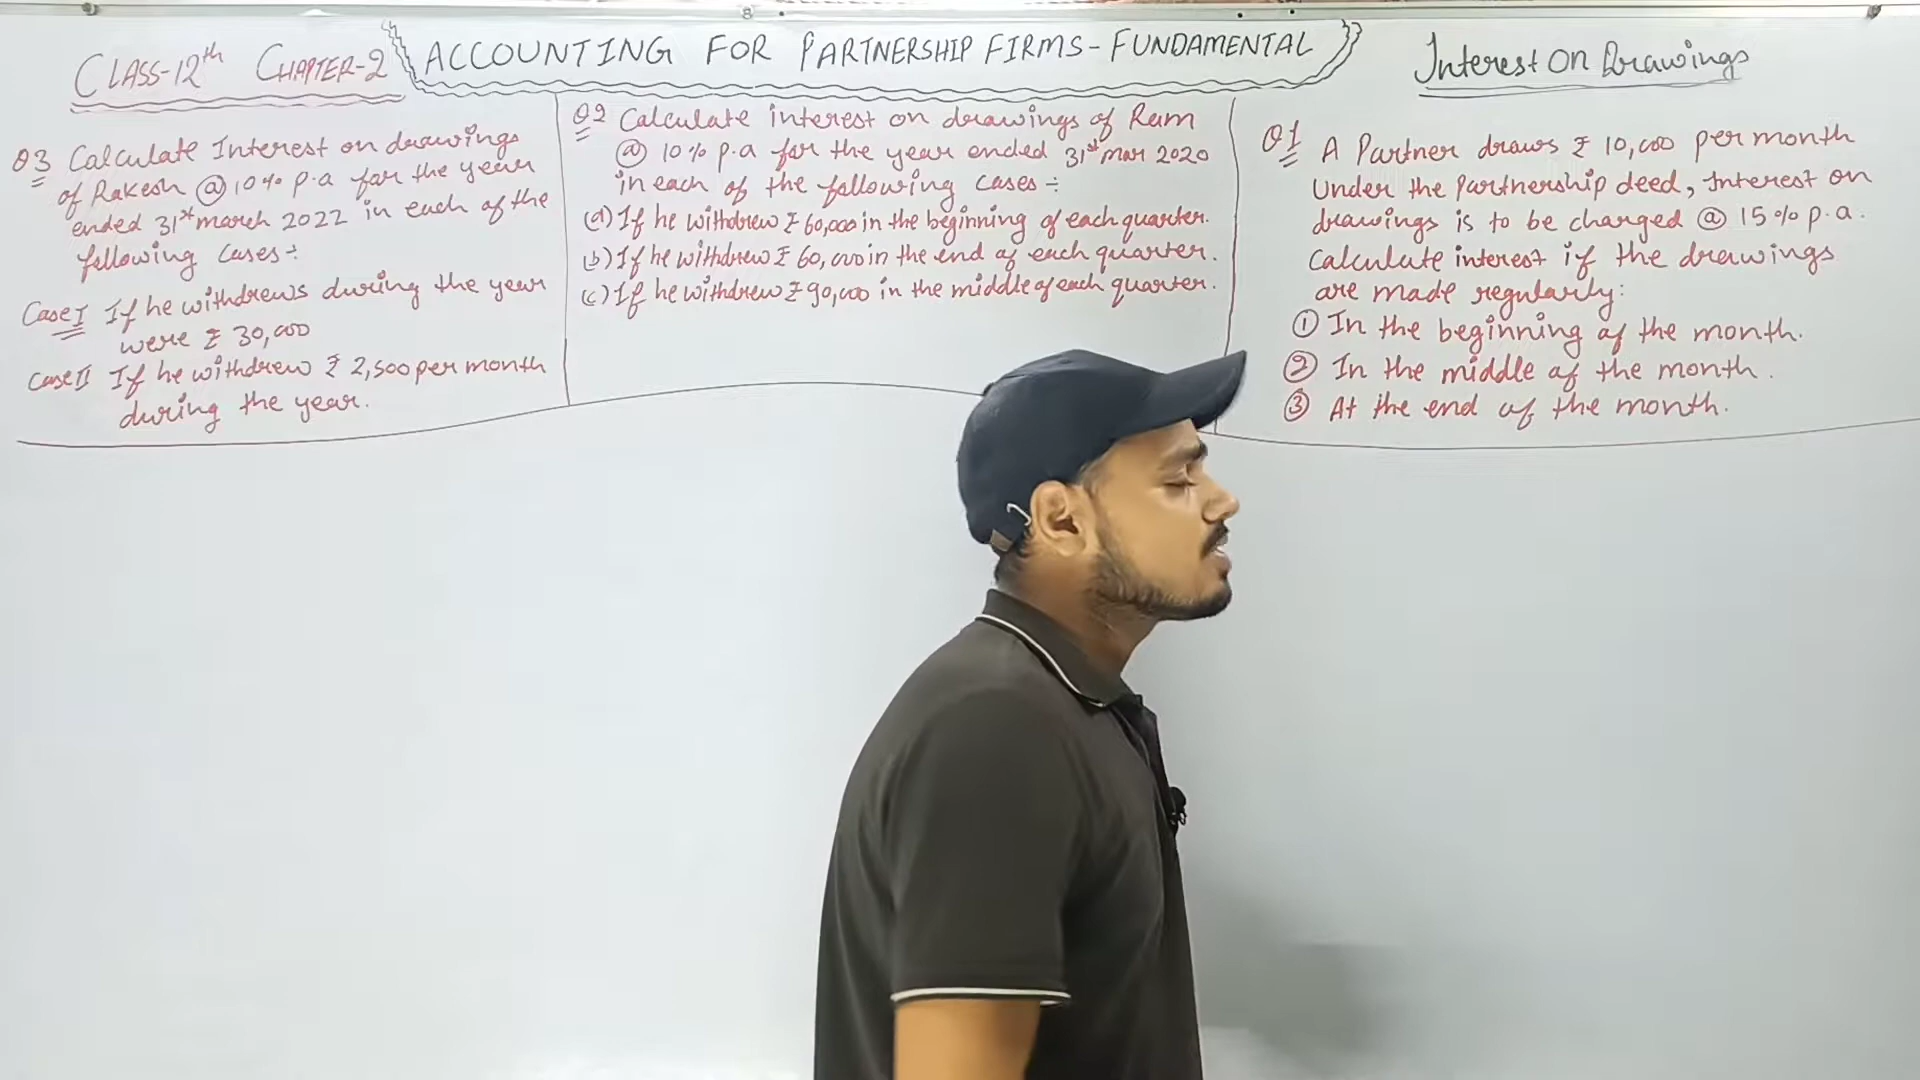 CLASS-12th CHAPTER-2
ACCOUNTING FOR PARTNERSHIP FIRMS-FUNDAMENTAL
Interest On Drawings
Q3 Calculate Interest on drawings
of Rakesh @ 10% p.a for the year
ended 31st march 2022 in each of the
following cases:-
Case I If he withdrews during the year
were ₹ 30,000
Case II If he withdrew ₹ 2,500 per month
during the year.
Q2 Calculate interest on drawings of Ram
@ 10% p.a for the year ended 31st mar 2020
in each of the following cases:-
(a) If he withdrew ₹ 60,000 in the beginning of each quarter.
(b) If he withdrew ₹ 60,000 in the end of each quarter.
(c) If he withdrew ₹ 90,000 in the middle of each quarter.
Q1 A Partner draws ₹ 10,000 per month
Under the partnership deed, Interest on
drawings is to be charged @ 15% p.a.
Calculate interest if the drawings
are made regularly:
① In the beginning of the month.
② In the middle of the month.
③ At the end of the month.